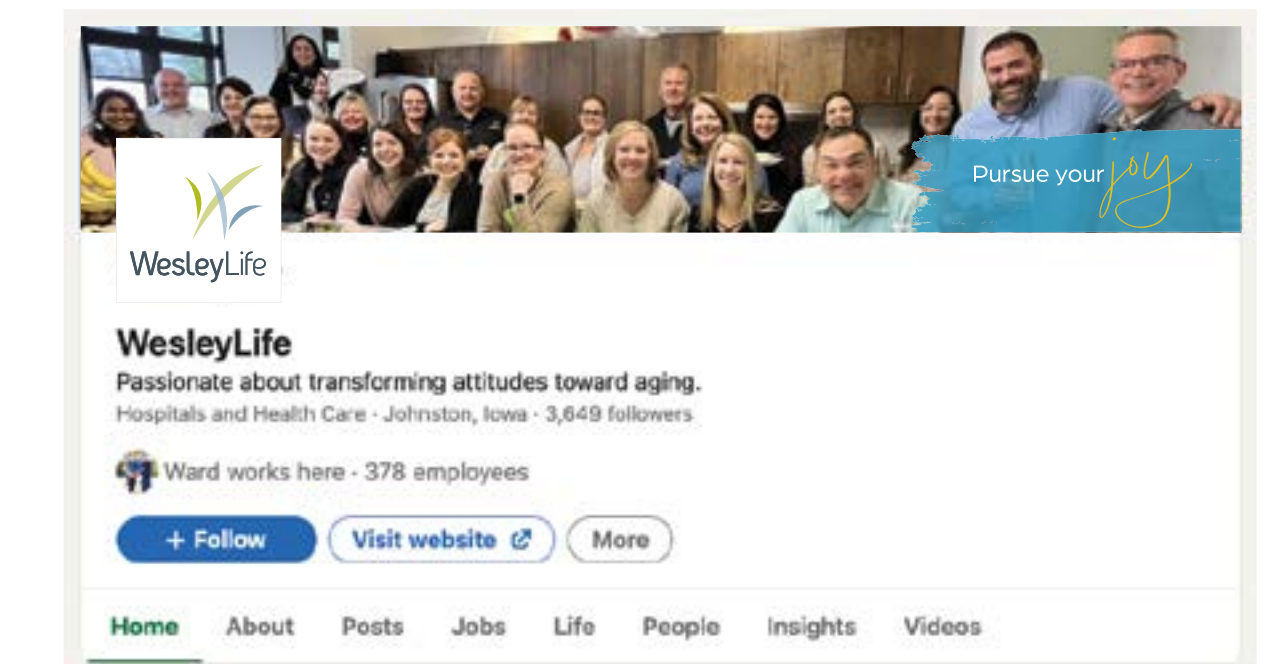 Pursue your joy
WesleyLife
WesleyLife
Passionate about transforming attitudes toward aging.
Hospitals and Health Care · Johnston, Iowa · 3,649 followers
Ward works here · 378 employees
+ Follow Visit website More
Home About Posts Jobs Life People Insights Videos